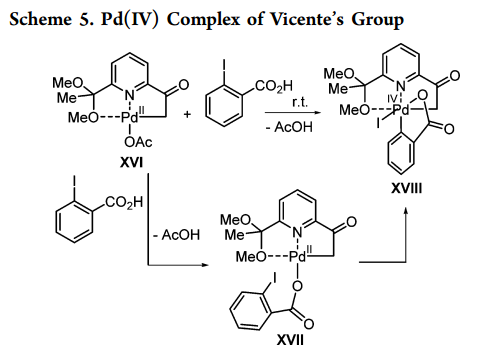 Scheme 5. Pd(IV) Complex of Vicente's Group
MeO
Me
MeO
N
Pd
II
O
OAc
XVI
+
I
CO₂H
r.t.
- AcOH
MeO
Me
MeO
N
IV
Pd
I
O
O
O
XVIII
I
CO₂H
- AcOH
MeO
Me
MeO
N
Pd
II
O
O
I
O
XVII